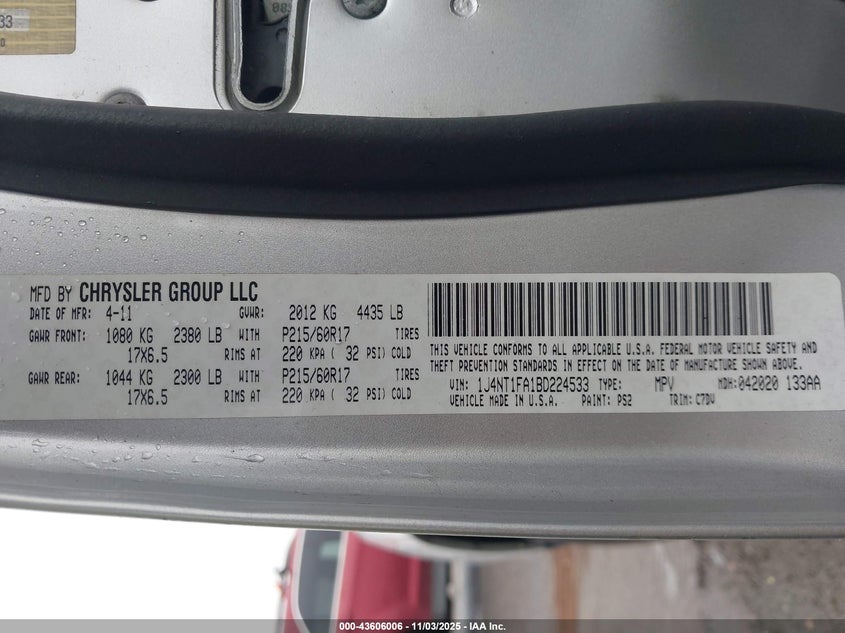 33
0
MFD BY CHRYSLER GROUP LLC
DATE OF MFR: 4-11 GVWR: 2012 KG 4435 LB
GAWR FRONT: 1080 KG 2380 LB WITH P215/60R17 TIRES
17X6.5 RIMS AT 220 KPA ( 32 PSI) COLD
GAWR REAR: 1044 KG 2300 LB WITH P215/60R17 TIRES
17X6.5 RIMS AT 220 KPA ( 32 PSI) COLD
THIS VEHICLE CONFORMS TO ALL APPLICABLE U.S.A. FEDERAL MOTOR VEHICLE SAFETY AND
THEFT PREVENTION STANDARDS IN EFFECT ON THE DATE OF MANUFACTURE SHOWN ABOVE.
VIN: 1J4NT1FA1BD224533 TYPE: MPV MDH: 042020 133AA
VEHICLE MADE IN U.S.A. PAINT: PS2 TRIM: C7DV
000-43606006 - 11/03/2025 - IAA Inc.